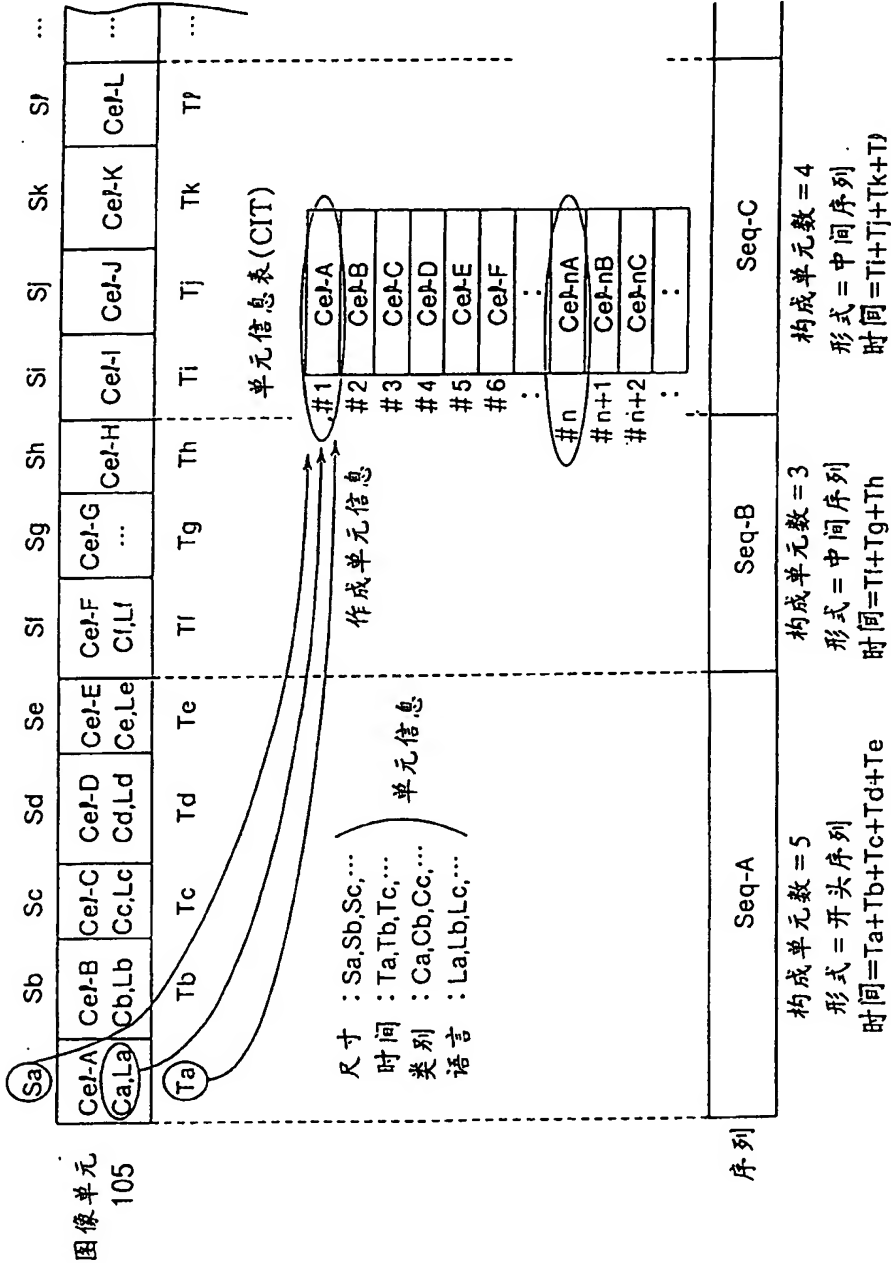 Sa Sb Sc Sd Se Sf Sg Sh Si Sj Sk Sl ...
图像单元 105
Cel-A Cel-B Cel-C Cel-D Cel-E Cel-F Cel-G Cel-H Cel-I Cel-J Cel-K Cel-L ...
Ca,La Cb,Lb Cc,Lc Cd,Ld Ce,Le Cf,Lf ...
Ta Tb Tc Td Te Tf Tg Th Ti Tj Tk Tl ...
单元信息表(CIT)
#1 Cel-A
#2 Cel-B
#3 Cel-C
#4 Cel-D
#5 Cel-E
#6 Cel-F
: :
#n Cel-nA
#n+1 Cel-nB
#n+2 Cel-nC
: :
作成单元信息
尺寸 :Sa,Sb,Sc,...
时间 :Ta,Tb,Tc,...
类别 :Ca,Cb,Cc,...
语言 :La,Lb,Lc,...
单元信息
序列
Seq-A Seq-B Seq-C
构成单元数=5
形式=开头序列
时间=Ta+Tb+Tc+Td+Te
构成单元数=3
形式=中间序列
时间=Tf+Tg+Th
构成单元数=4
形式=中间序列
时间=Ti+Tj+Tk+Tl